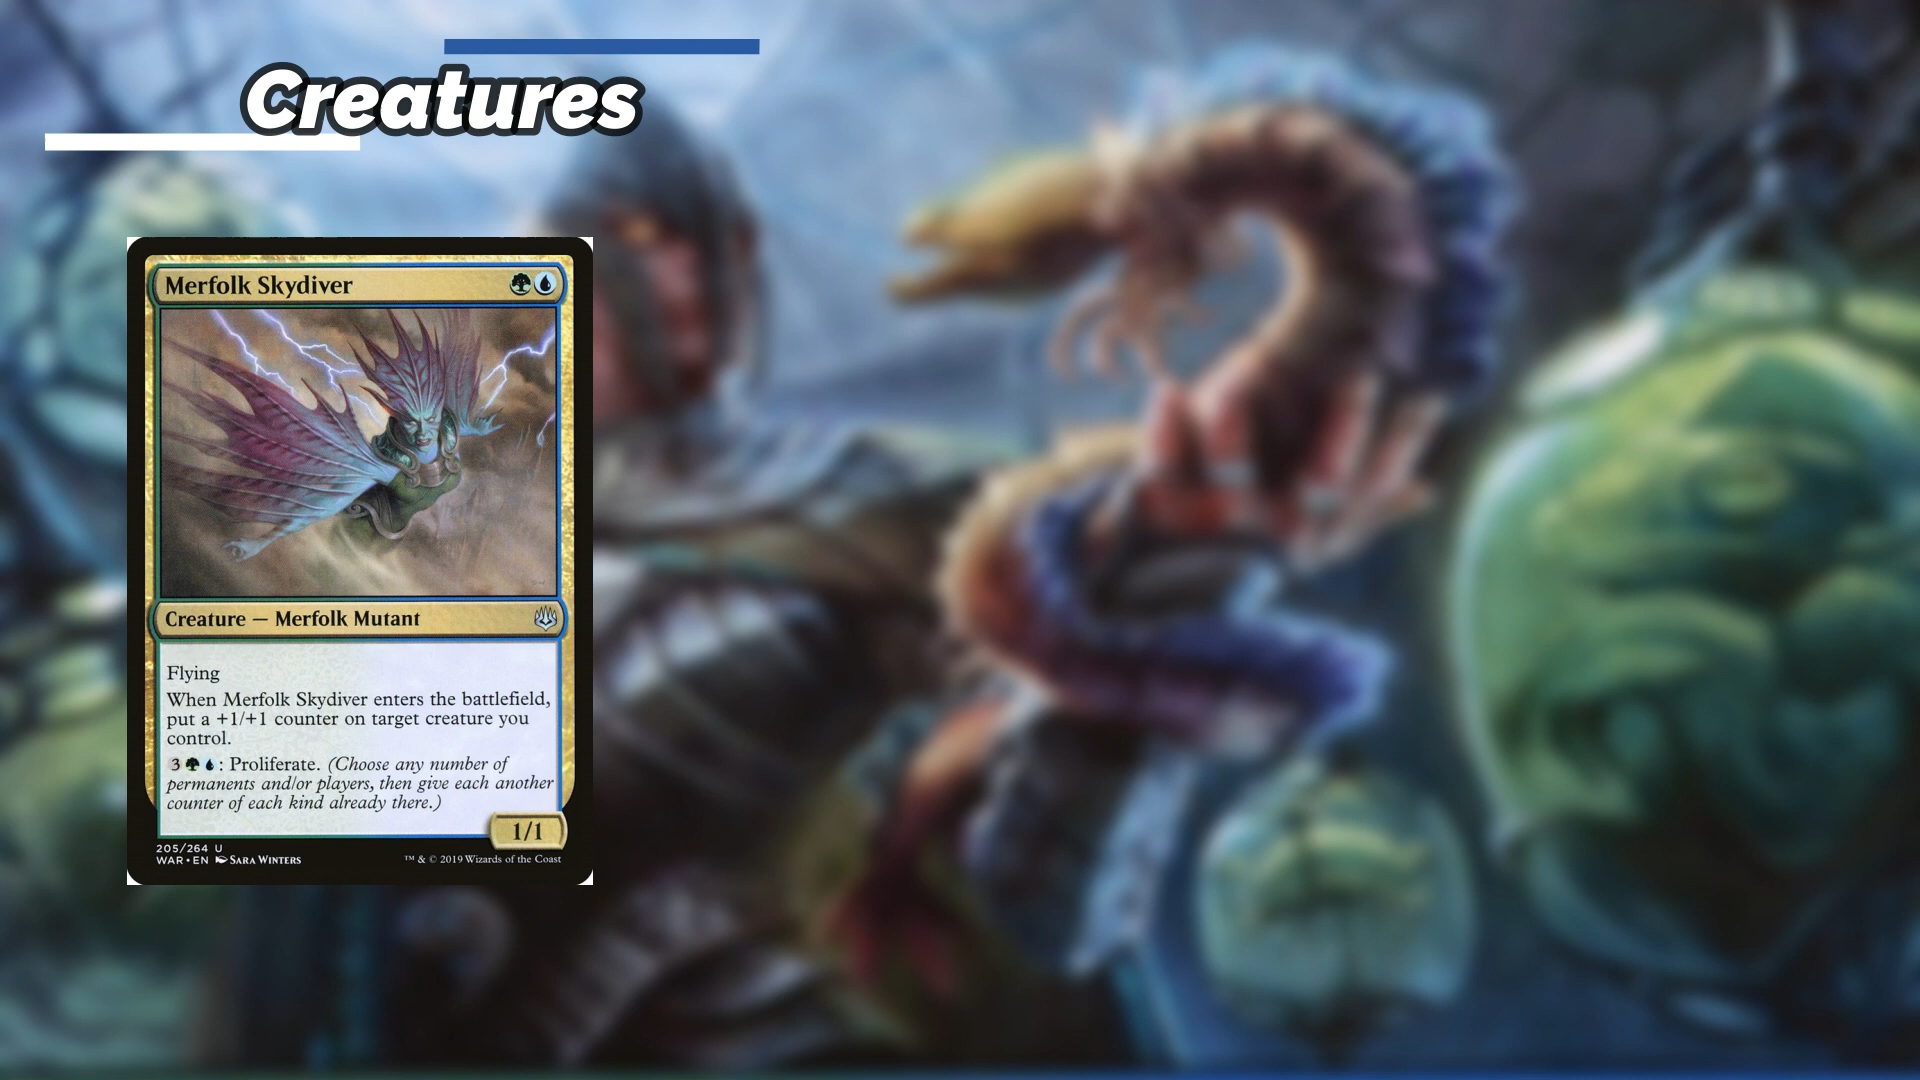 Creatures
Merfolk Skydiver
Creature — Merfolk Mutant
Flying
When Merfolk Skydiver enters the battlefield,
put a +1/+1 counter on target creature you
control.
3 : Proliferate. (Choose any number of
permanents and/or players, then give each another
counter of each kind already there.)
1/1
205/264 U
WAR • EN SARA WINTERS
™ & © 2019 Wizards of the Coast